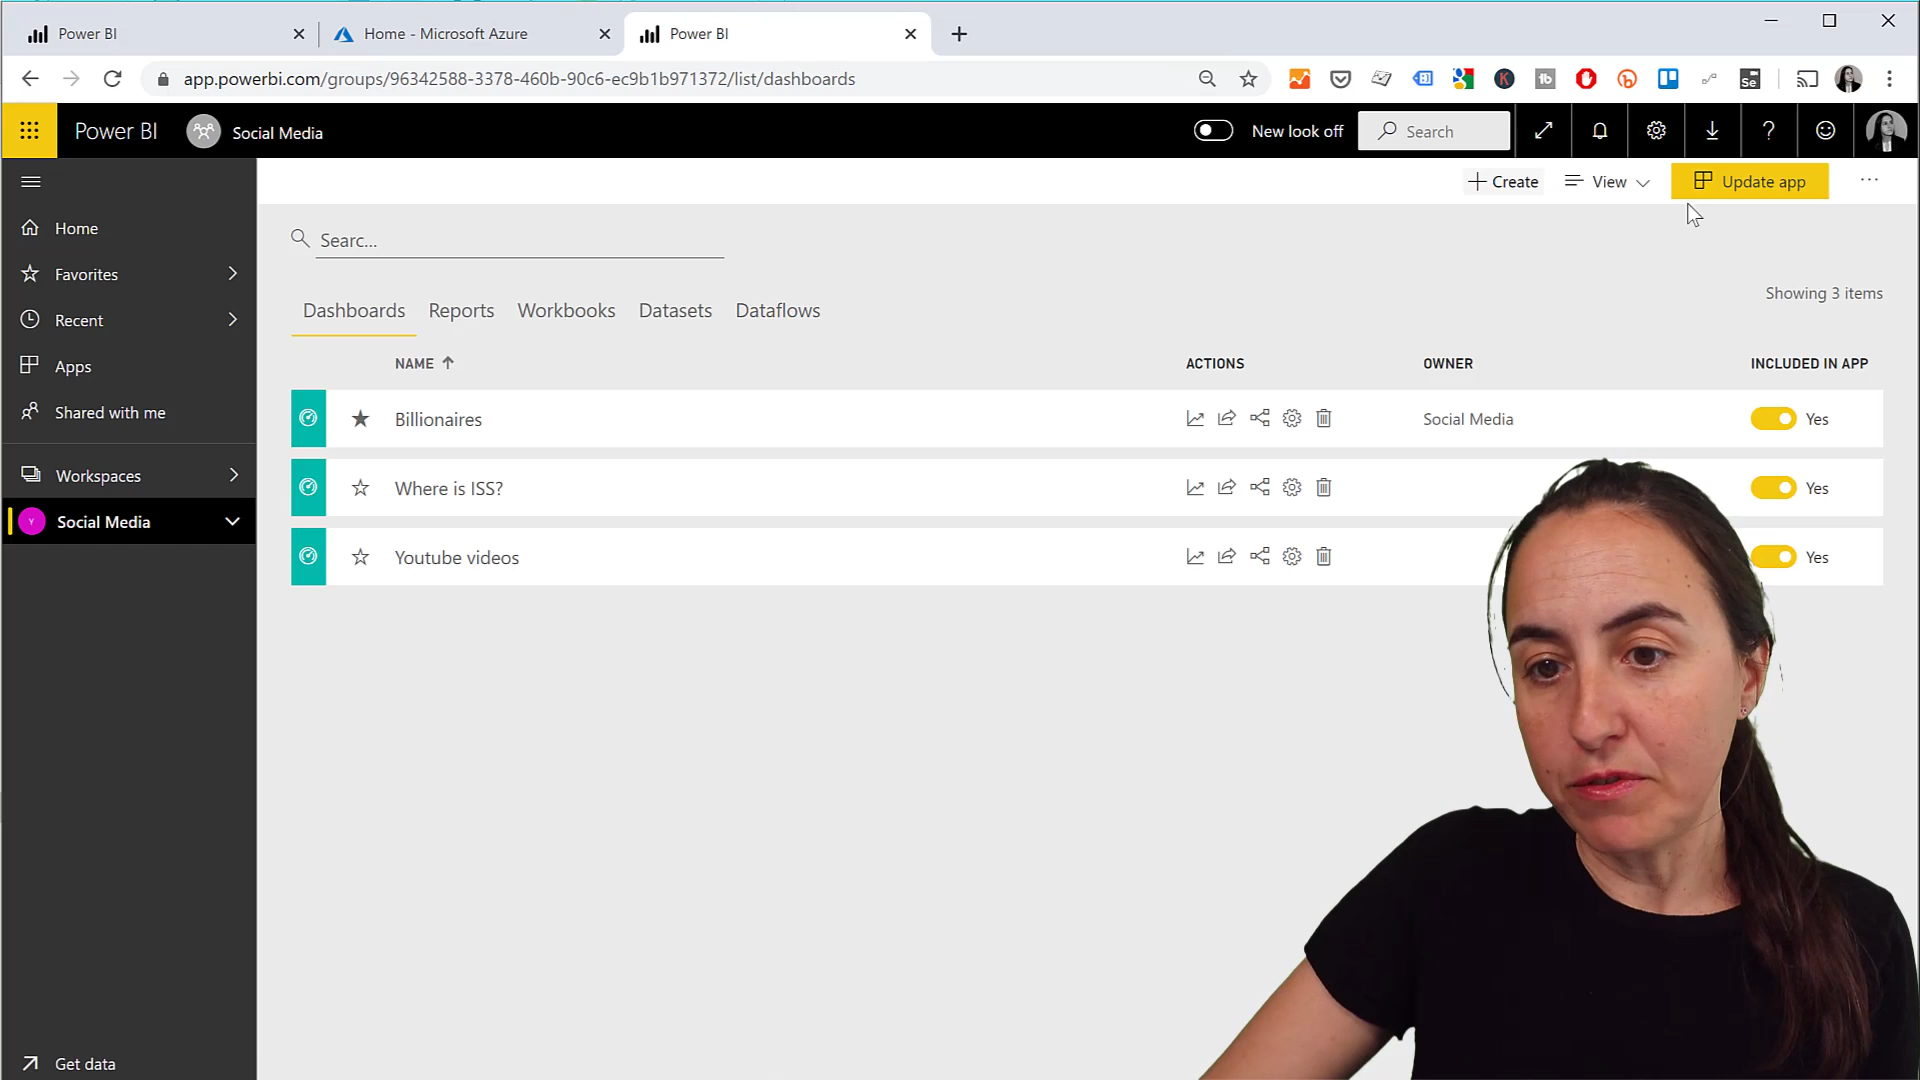 Power BI
Home - Microsoft Azure
Power BI
app.powerbi.com/groups/96342588-3378-460b-90c6-ec9b1b971372/list/dashboards
Power BI
Social Media
New look off
Search
Create
View
Update app
Home
Favorites
Recent
Apps
Shared with me
Workspaces
Y
Social Media
Get data
Searc...
Showing 3 items
Dashboards Reports Workbooks Datasets Dataflows
NAME ACTIONS OWNER INCLUDED IN APP
Billionaires Social Media Yes
Where is ISS? Yes
Youtube videos Yes